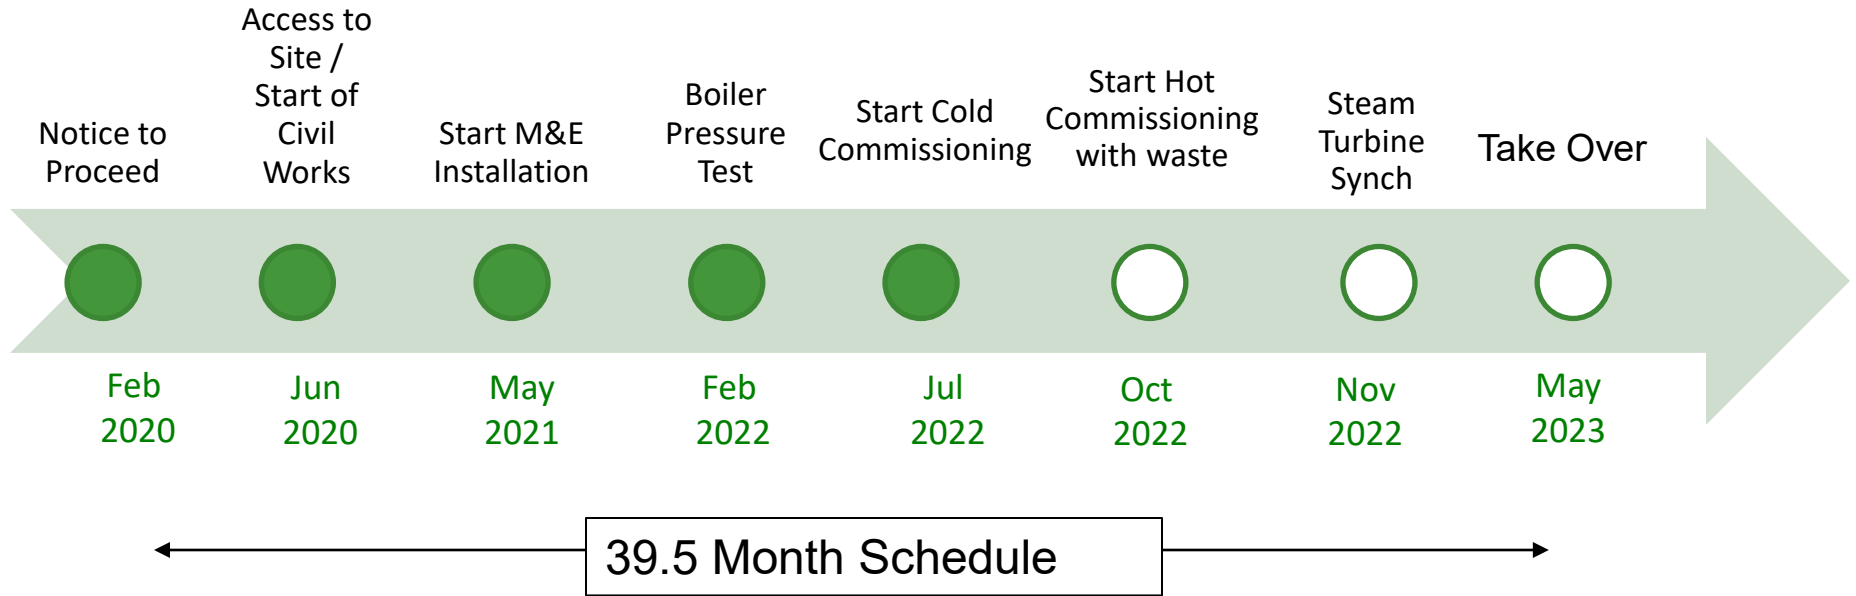 Notice to
Proceed
Access to
Site /
Start of
Civil
Works
Start M&E
Installation
Boiler
Pressure
Test
Start Cold
Commissioning
Start Hot
Commissioning
with waste
Steam
Turbine
Synch
Take Over
Feb
2020
Jun
2020
May
2021
Feb
2022
Jul
2022
Oct
2022
Nov
2022
May
2023
39.5 Month Schedule